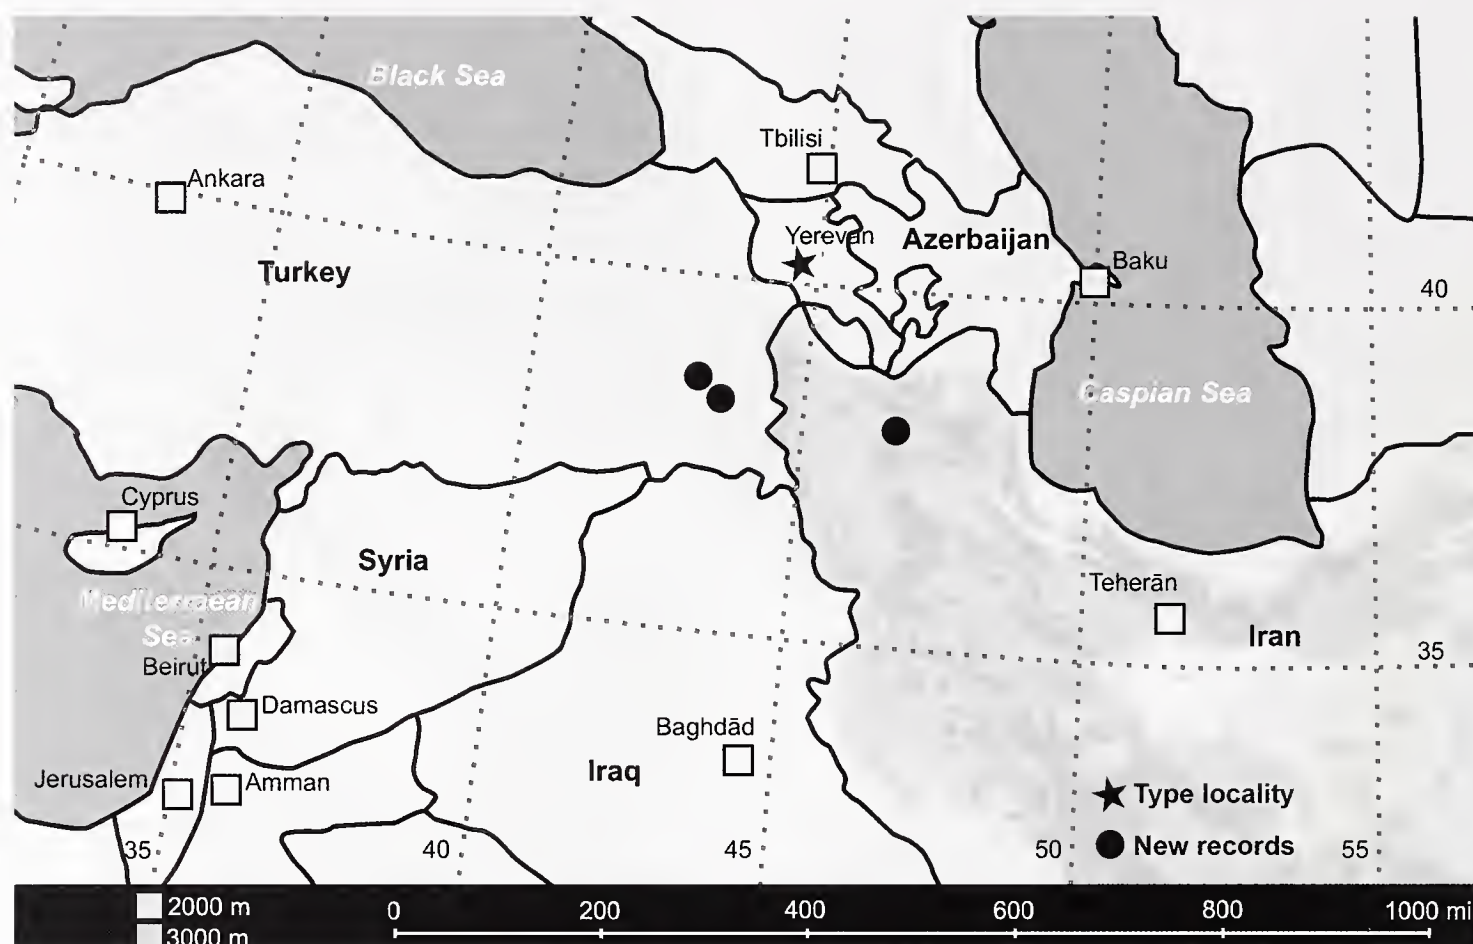 Black Sea
Tbilisi
Ankara
Yerevan
Azerbaijan
Baku
Turkey
40
Caspian Sea
Cyprus
Syria
Teherān
Mediterraean
Sea
Iran
35
Beirut
Damascus
Baghdād
Iraq
Jerusalem
Amman
Type locality
New records
35
40
45
50
55
2000 m
3000 m
0
200
400
600
800
1000 mi